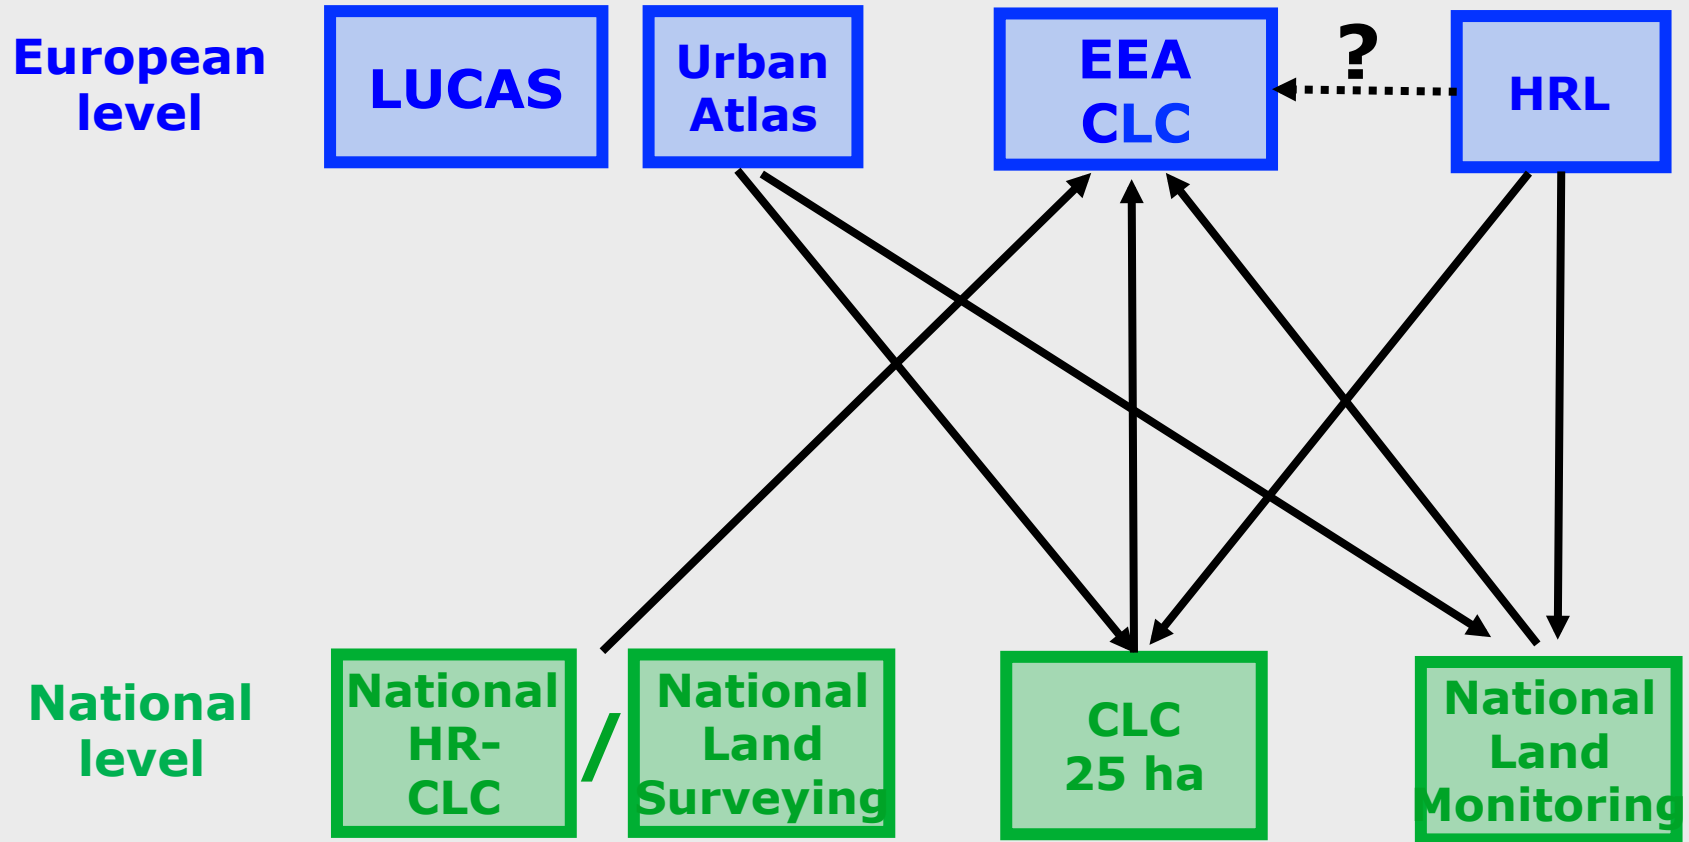 European
level
LUCAS
Urban
Atlas
EEA
CLC
?
HRL
National
level
National
HR-
CLC
/
National
Land
Surveying
CLC
25 ha
National
Land
Monitoring